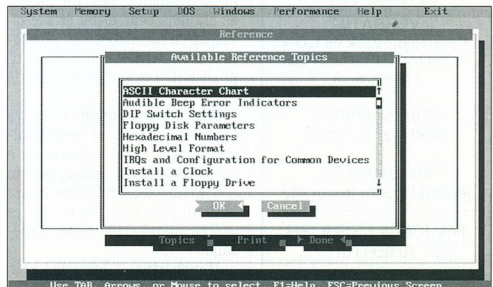 System Memory Setup DOS Windows Performance Help Exit
Reference
Available Reference Topics
ASCII Character Chart
Audible Beep Error Indicators
DIP Switch Settings
Floppy Disk Parameters
Hexadecimal Numbers
High Level Format
IRQs and Configuration for Common Devices
Install a Clock
Install a Floppy Drive
OK Cancel
Topics Print Done
Use TAB, Arrows, or Mouse to select. F1=Help, ESC=Previous Screen